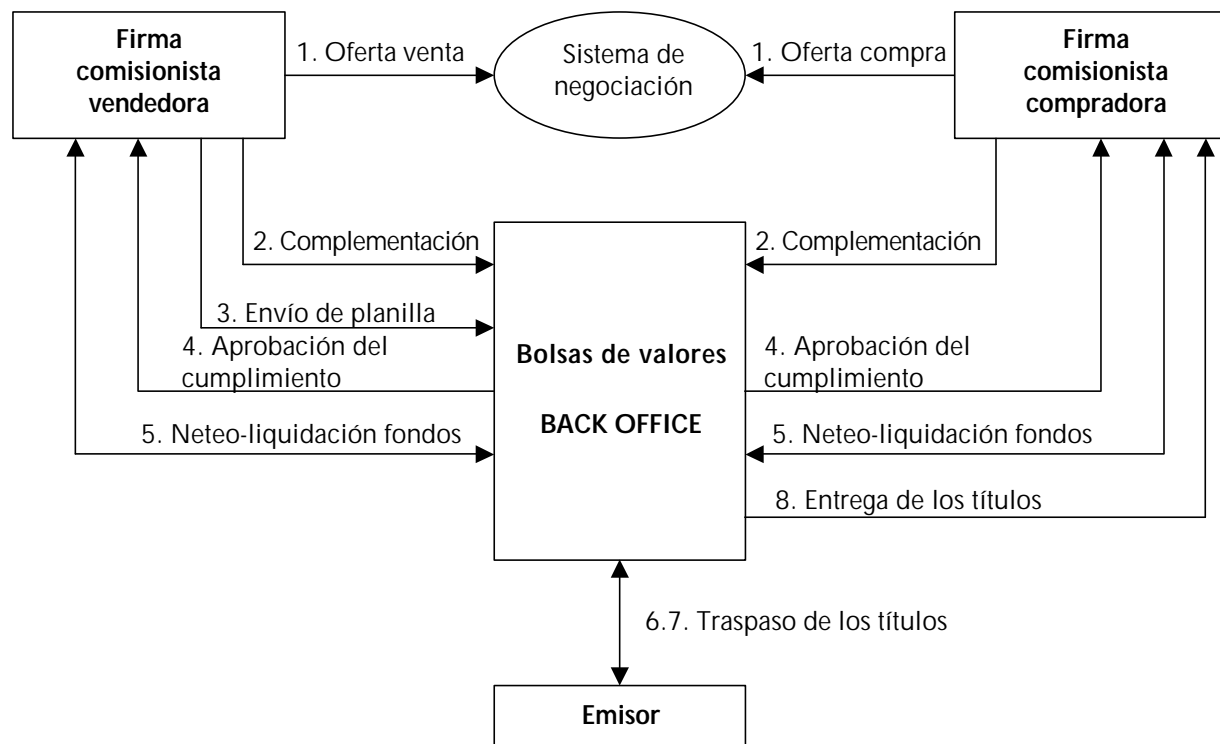 Firma
comisionista
vendedora
1. Oferta venta
Sistema de
negociación
1. Oferta compra
Firma
comisionista
compradora
2. Complementación
2. Complementación
3. Envío de planilla
4. Aprobación del
cumplimiento
Bolsas de valores
BACK OFFICE
4. Aprobación del
cumplimiento
5. Neteo-liquidación fondos
5. Neteo-liquidación fondos
8. Entrega de los títulos
6.7. Traspaso de los títulos
Emisor